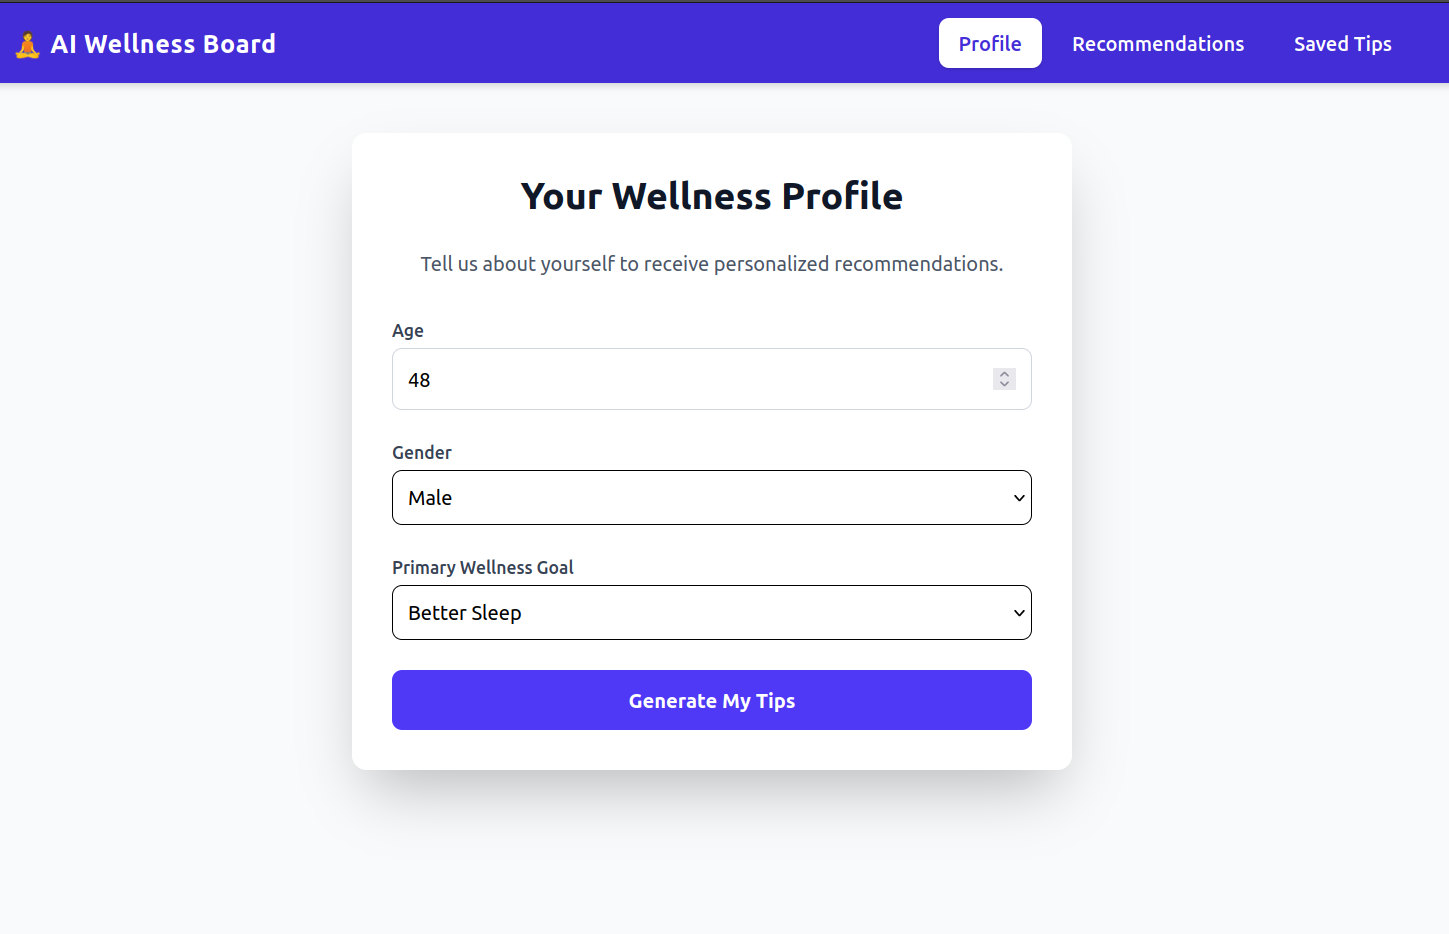 AI Wellness Board
Profile
Recommendations
Saved Tips
Your Wellness Profile
Tell us about yourself to receive personalized recommendations.
Age
48
Gender
Male
Primary Wellness Goal
Better Sleep
Generate My Tips